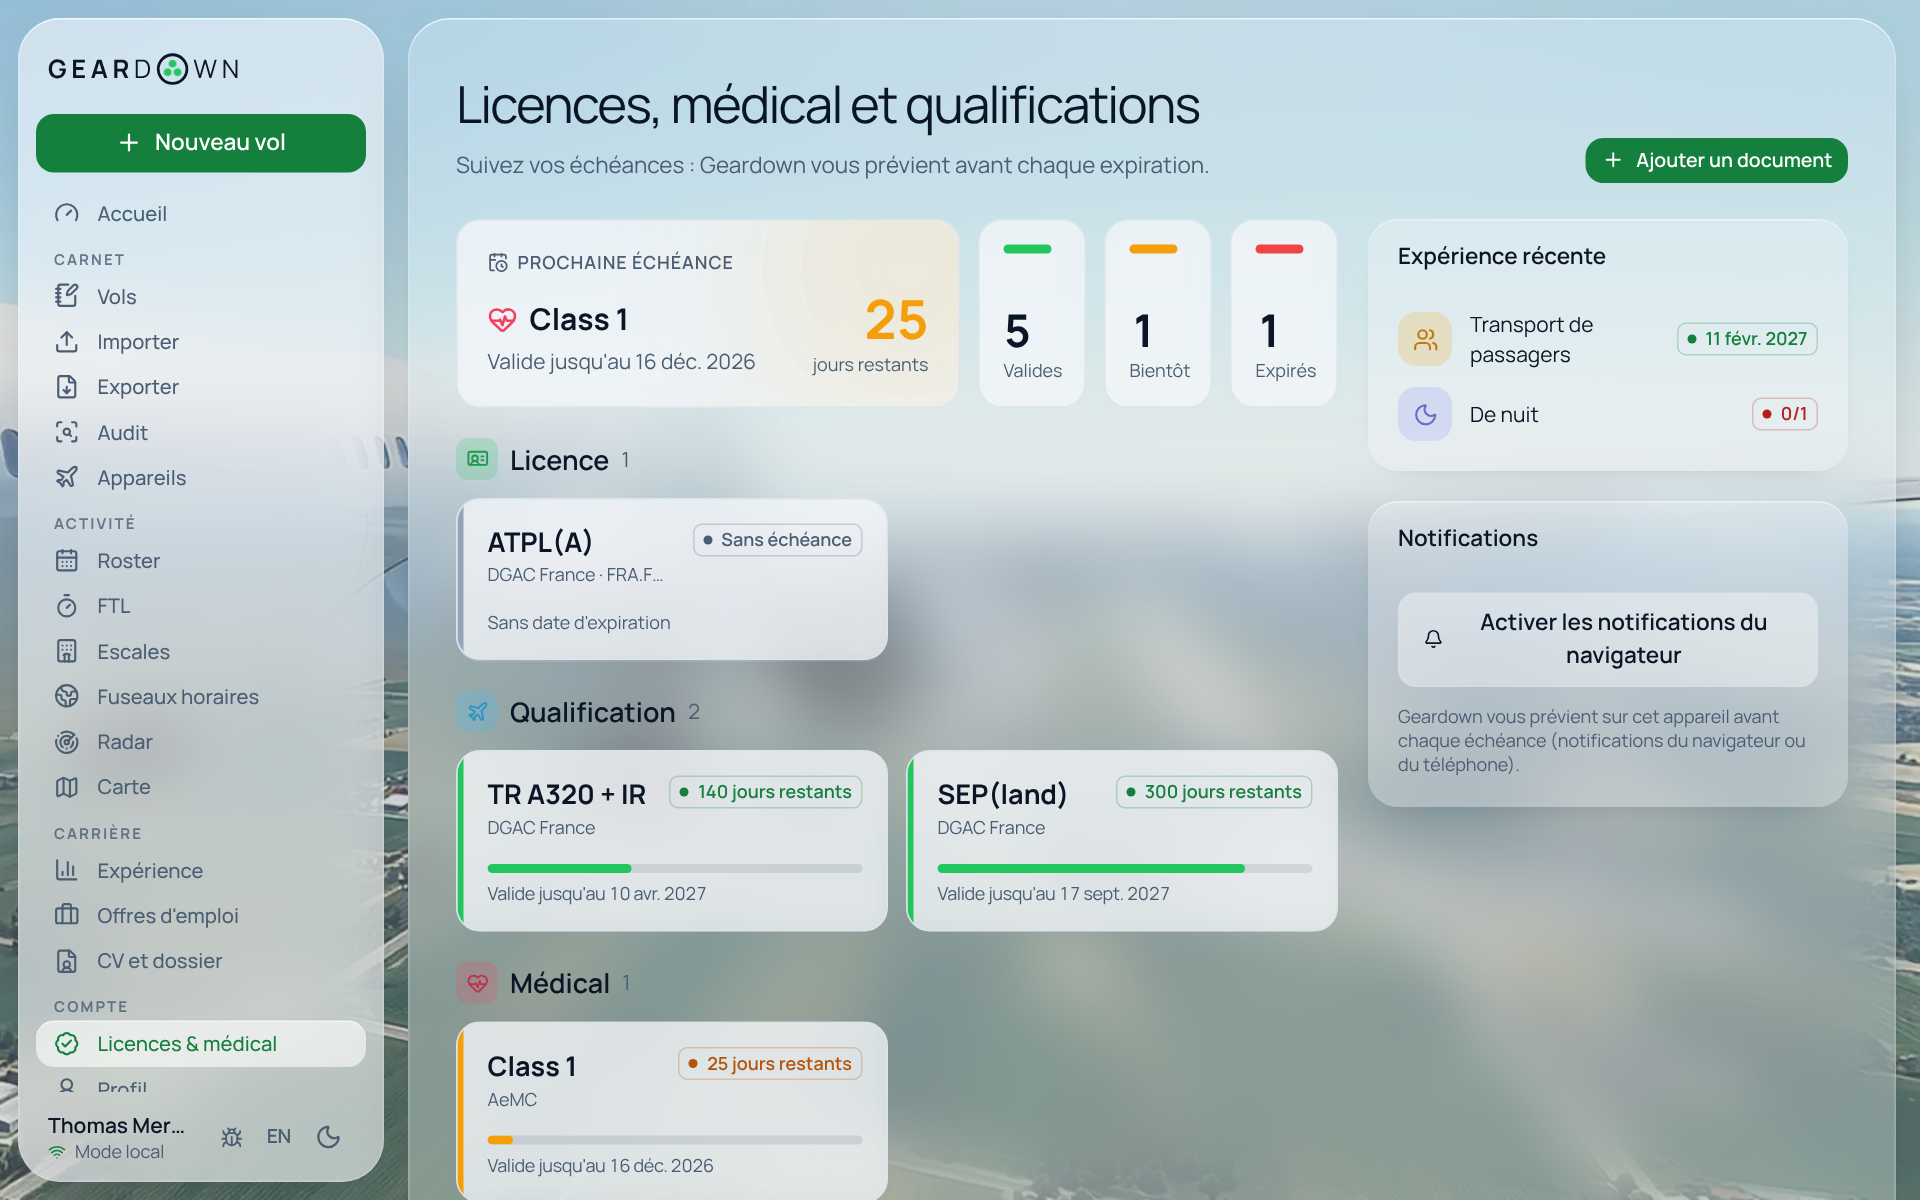 GEARDOWN
Nouveau vol
Accueil
CARNET
Vols
Importer
Exporter
Audit
Appareils
ACTIVITÉ
Roster
FTL
Escales
Fuseaux horaires
Radar
Carte
CARRIÈRE
Expérience
Offres d'emploi
CV et dossier
COMPTE
Licences & médical
Profil
Thomas Mer...
Mode local
EN
Licences, médical et qualifications
Suivez vos échéances : Geardown vous prévient avant chaque expiration.
Ajouter un document
PROCHAINE ÉCHÉANCE
Class 1
Valide jusqu'au 16 déc. 2026
25
jours restants
5
Valides
1
Bientôt
1
Expirés
Licence 1
ATPL(A)
Sans échéance
DGAC France · FRA.F...
Sans date d'expiration
Qualification 2
TR A320 + IR
140 jours restants
DGAC France
Valide jusqu'au 10 avr. 2027
SEP(land)
300 jours restants
DGAC France
Valide jusqu'au 17 sept. 2027
Médical 1
Class 1
25 jours restants
AeMC
Valide jusqu'au 16 déc. 2026
Expérience récente
Transport de
passagers
11 févr. 2027
De nuit
0/1
Notifications
Activer les notifications du
navigateur
Geardown vous prévient sur cet appareil avant
chaque échéance (notifications du navigateur ou
du téléphone).